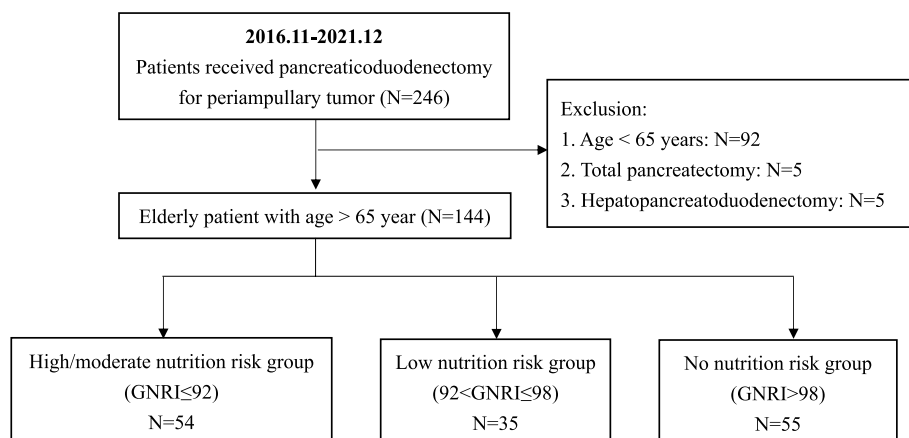 2016.11-2021.12
Patients received pancreaticoduodenectomy
for periampullary tumor (N=246)
Exclusion:
1. Age < 65 years: N=92
2. Total pancreatectomy: N=5
3. Hepatopancreatoduodenectomy: N=5
Elderly patient with age > 65 year (N=144)
High/moderate nutrition risk group
(GNRI≤92)
N=54
Low nutrition risk group
(92<GNRI≤98)
N=35
No nutrition risk group
(GNRI>98)
N=55